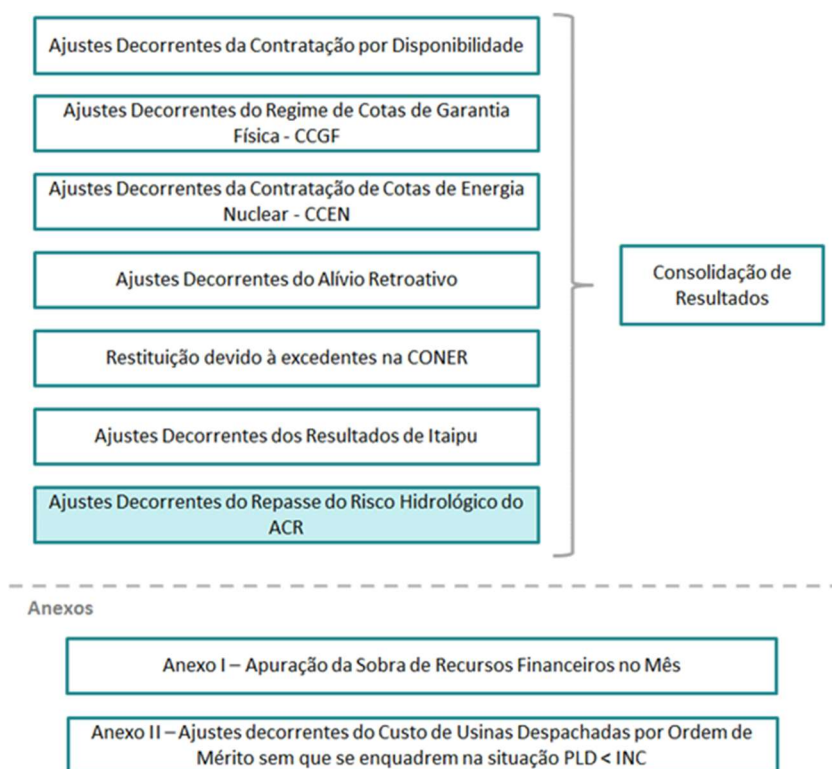 Ajustes Decorrentes da Contratação por Disponibilidade
Ajustes Decorrentes do Regime de Cotas de Garantia
Física - CCGF
Ajustes Decorrentes da Contratação de Cotas de Energia
Nuclear - CCEN
Ajustes Decorrentes do Alívio Retroativo
Restituição devido à excedentes na CONER
Ajustes Decorrentes dos Resultados de Itaipu
Ajustes Decorrentes do Repasse do Risco Hidrológico do
ACR
Consolidação de
Resultados
Anexos
Anexo I – Apuração da Sobra de Recursos Financeiros no Mês
Anexo II – Ajustes decorrentes do Custo de Usinas Despachadas por Ordem de
Mérito sem que se enquadrem na situação PLD < INC